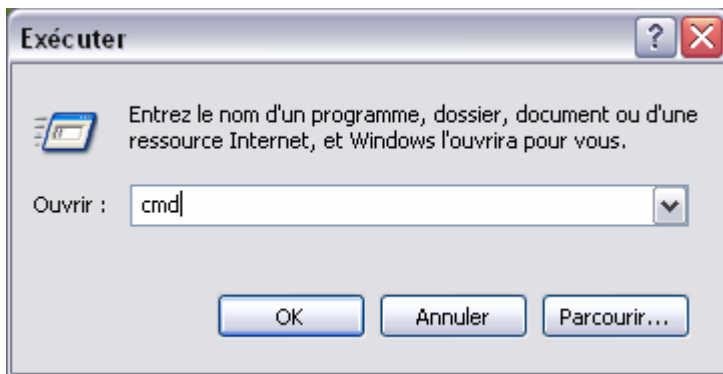 Exécuter
Entrez le nom d'un programme, dossier, document ou d'une
ressource Internet, et Windows l'ouvrira pour vous.
Ouvrir : cmd
OK Annuler Parcourir...